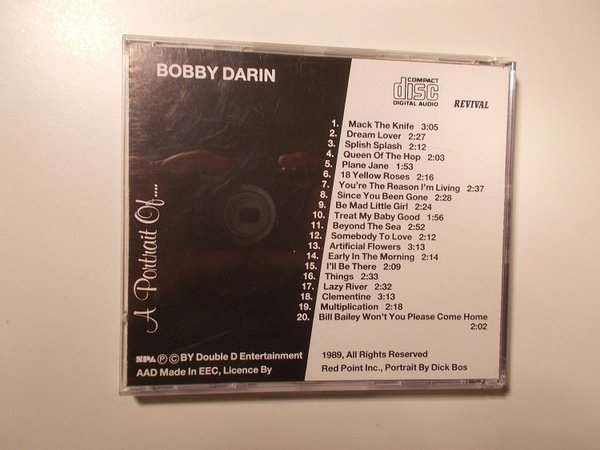 BOBBY DARIN
COMPACT
disc
DIGITAL AUDIO
REVIVAL
A Portrait Of....
1. Mack The Knife 3:05
2. Dream Lover 2:27
3. Splish Splash 2:12
4. Queen Of The Hop 2:03
5. Plane Jane 1:53
6. 18 Yellow Roses 2:16
7. You're The Reason I'm Living 2:37
8. Since You Been Gone 2:28
9. Be Mad Little Girl 2:24
10. Treat My Baby Good 1:56
11. Beyond The Sea 2:52
12. Somebody To Love 2:12
13. Artificial Flowers 3:13
14. Early In The Morning 2:14
15. I'll Be There 2:09
16. Things 2:33
17. Lazy River 2:32
18. Clementine 3:13
19. Multiplication 2:18
20. Bill Bailey Won't You Please Come Home
2:02
SPA Ⓟ © BY Double D Entertainment 1989, All Rights Reserved
AAD Made In EEC, Licence By Red Point Inc., Portrait By Dick Bos